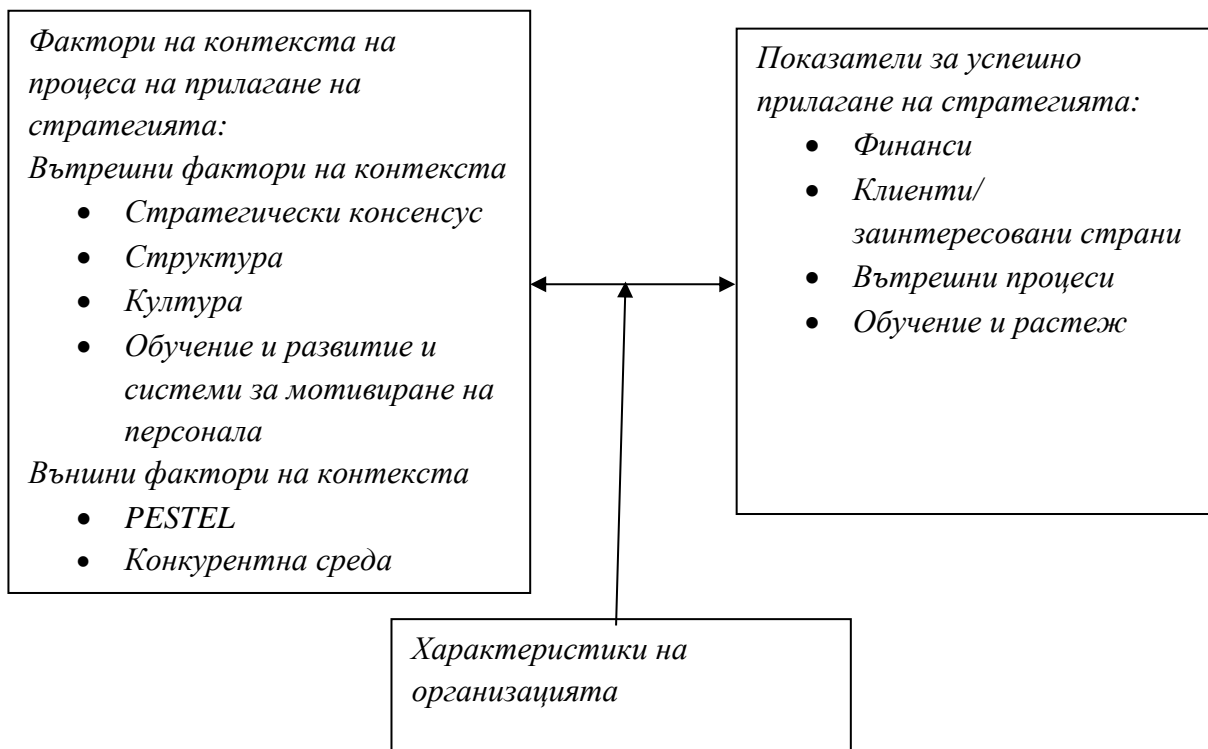 Фактори на контекста на
процеса на прилагане на
стратегията:
Вътрешни фактори на контекста
• Стратегически консенсус
• Структура
• Култура
• Обучение и развитие и
системи за мотивиране на
персонала
Външни фактори на контекста
• PESTEL
• Конкурентна среда
Показатели за успешно
прилагане на стратегията:
• Финанси
• Клиенти/
заинтересовани страни
• Вътрешни процеси
• Обучение и растеж
Характеристики на
организацията